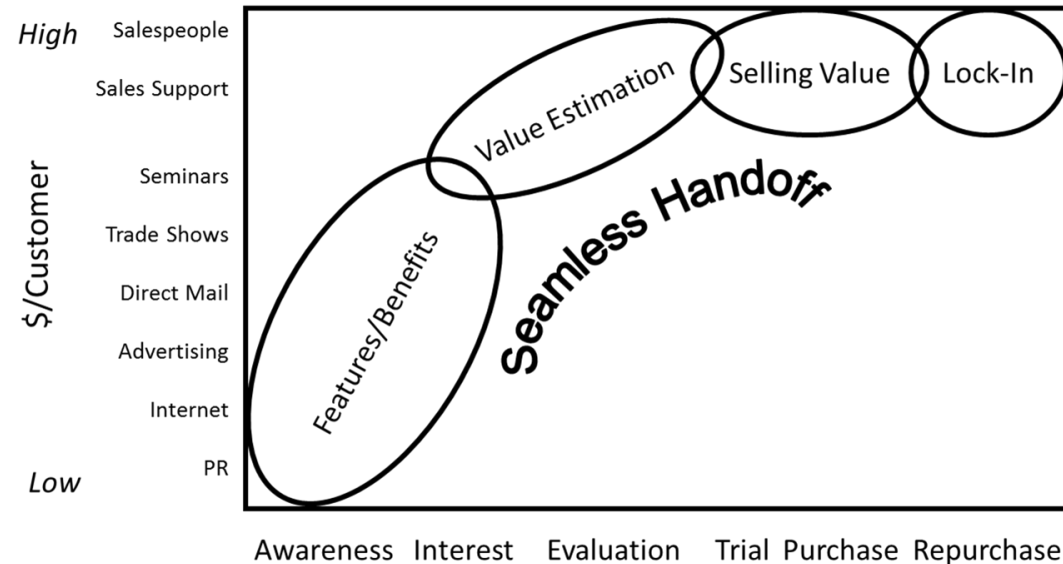 High
Salespeople
Sales Support
Seminars
Trade Shows
Direct Mail
Advertising
Internet
PR
Low
$/Customer
Features/Benefits
Value Estimation
Selling Value
Lock-In
Seamless Handoff
Awareness Interest Evaluation Trial Purchase Repurchase